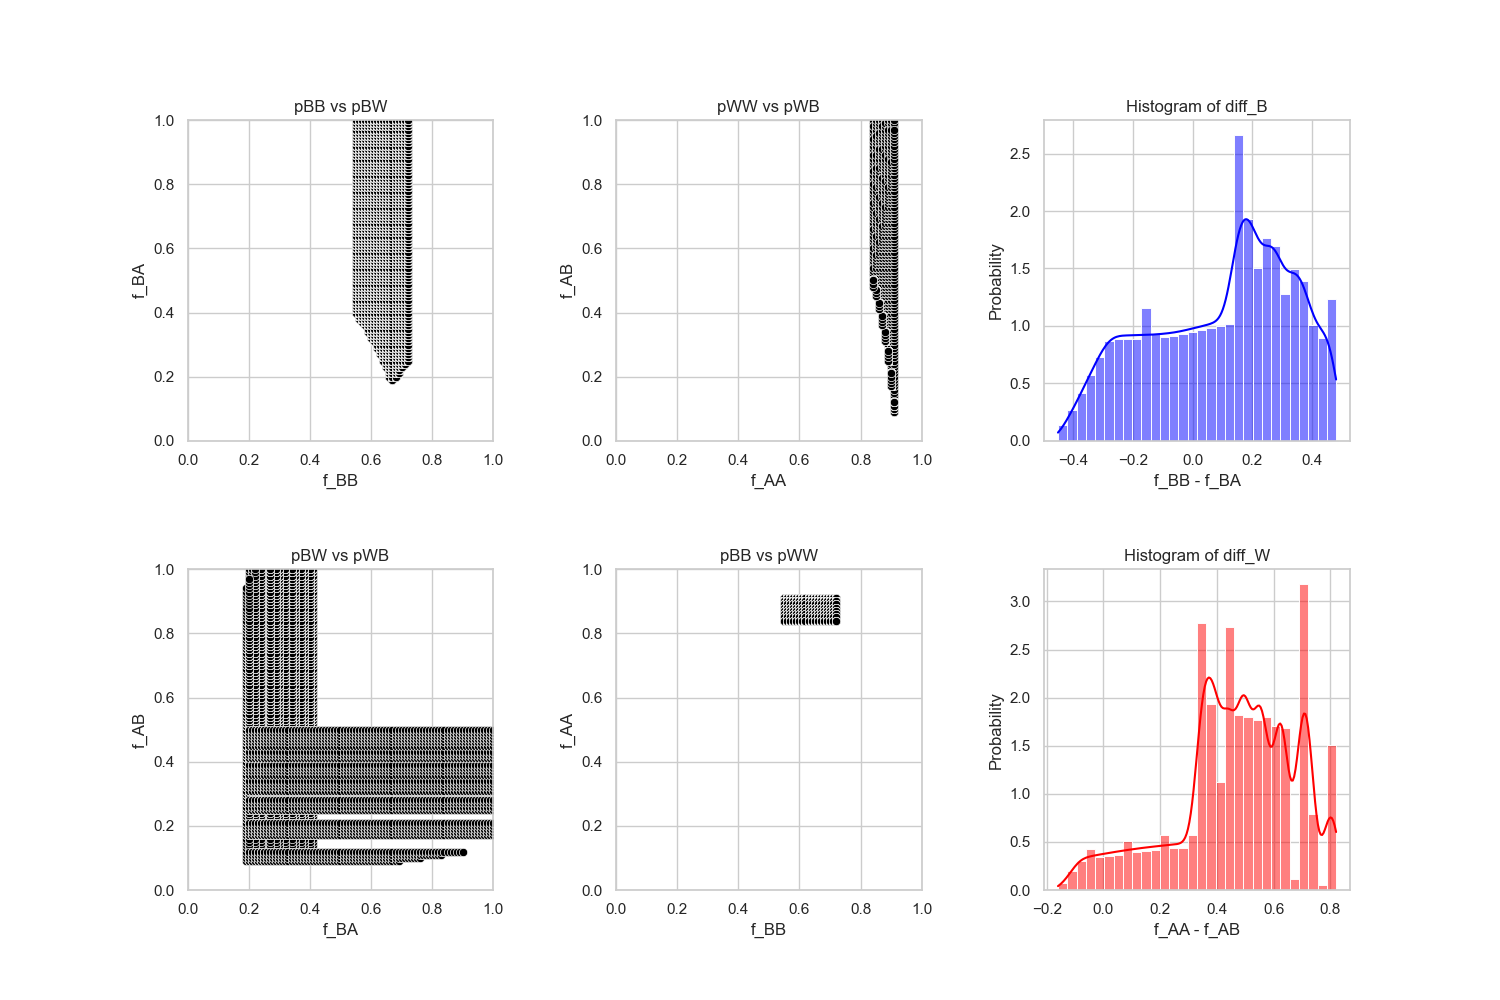 pBB vs pBW
1.0
0.8
0.6
0.4
0.2
0.0
f_BA
0.0 0.2 0.4 0.6 0.8 1.0
f_BB
pWW vs pWB
1.0
0.8
0.6
0.4
0.2
0.0
f_AB
0.0 0.2 0.4 0.6 0.8 1.0
f_AA
Histogram of diff_B
2.5
2.0
1.5
1.0
0.5
0.0
Probability
−0.4 −0.2 0.0 0.2 0.4
f_BB - f_BA
pBW vs pWB
1.0
0.8
0.6
0.4
0.2
0.0
f_AB
0.0 0.2 0.4 0.6 0.8 1.0
f_BA
pBB vs pWW
1.0
0.8
0.6
0.4
0.2
0.0
f_AA
0.0 0.2 0.4 0.6 0.8 1.0
f_BB
Histogram of diff_W
3.0
2.5
2.0
1.5
1.0
0.5
0.0
Probability
−0.2 0.0 0.2 0.4 0.6 0.8
f_AA - f_AB